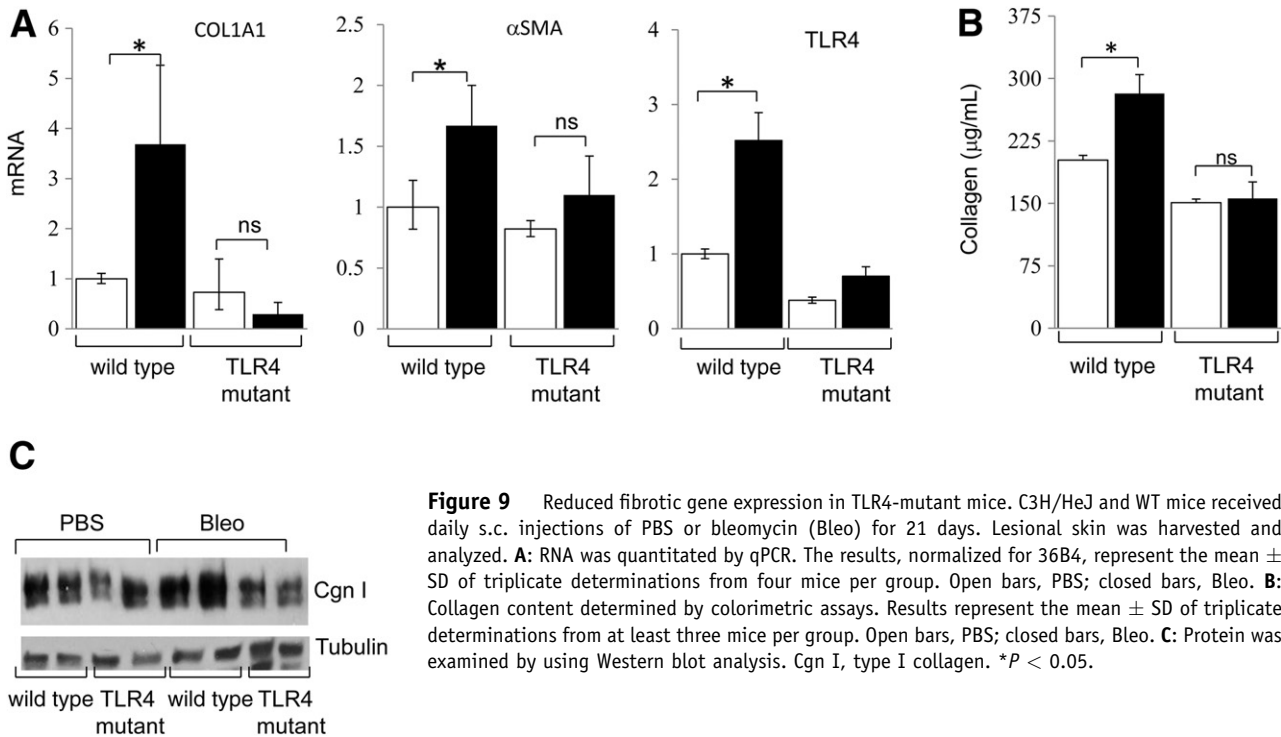 A
COL1A1
αSMA
TLR4
mRNA
6
5
4
3
2
1
0
*
ns
wild type
TLR4
mutant
2.5
2
1.5
1
0.5
0
*
ns
wild type
TLR4
mutant
4
3
2
1
0
*
wild type
TLR4
mutant
B
Collagen (µg/mL)
375
300
225
150
75
0
*
ns
wild type
TLR4
mutant
C
PBS
Bleo
Cgn I
Tubulin
wild type TLR4 wild type TLR4
mutant mutant
Figure 9 Reduced fibrotic gene expression in TLR4-mutant mice. C3H/HeJ and WT mice received
daily s.c. injections of PBS or bleomycin (Bleo) for 21 days. Lesional skin was harvested and
analyzed. A: RNA was quantitated by qPCR. The results, normalized for 36B4, represent the mean ±
SD of triplicate determinations from four mice per group. Open bars, PBS; closed bars, Bleo. B:
Collagen content determined by colorimetric assays. Results represent the mean ± SD of triplicate
determinations from at least three mice per group. Open bars, PBS; closed bars, Bleo. C: Protein was
examined by using Western blot analysis. Cgn I, type I collagen. *P < 0.05.